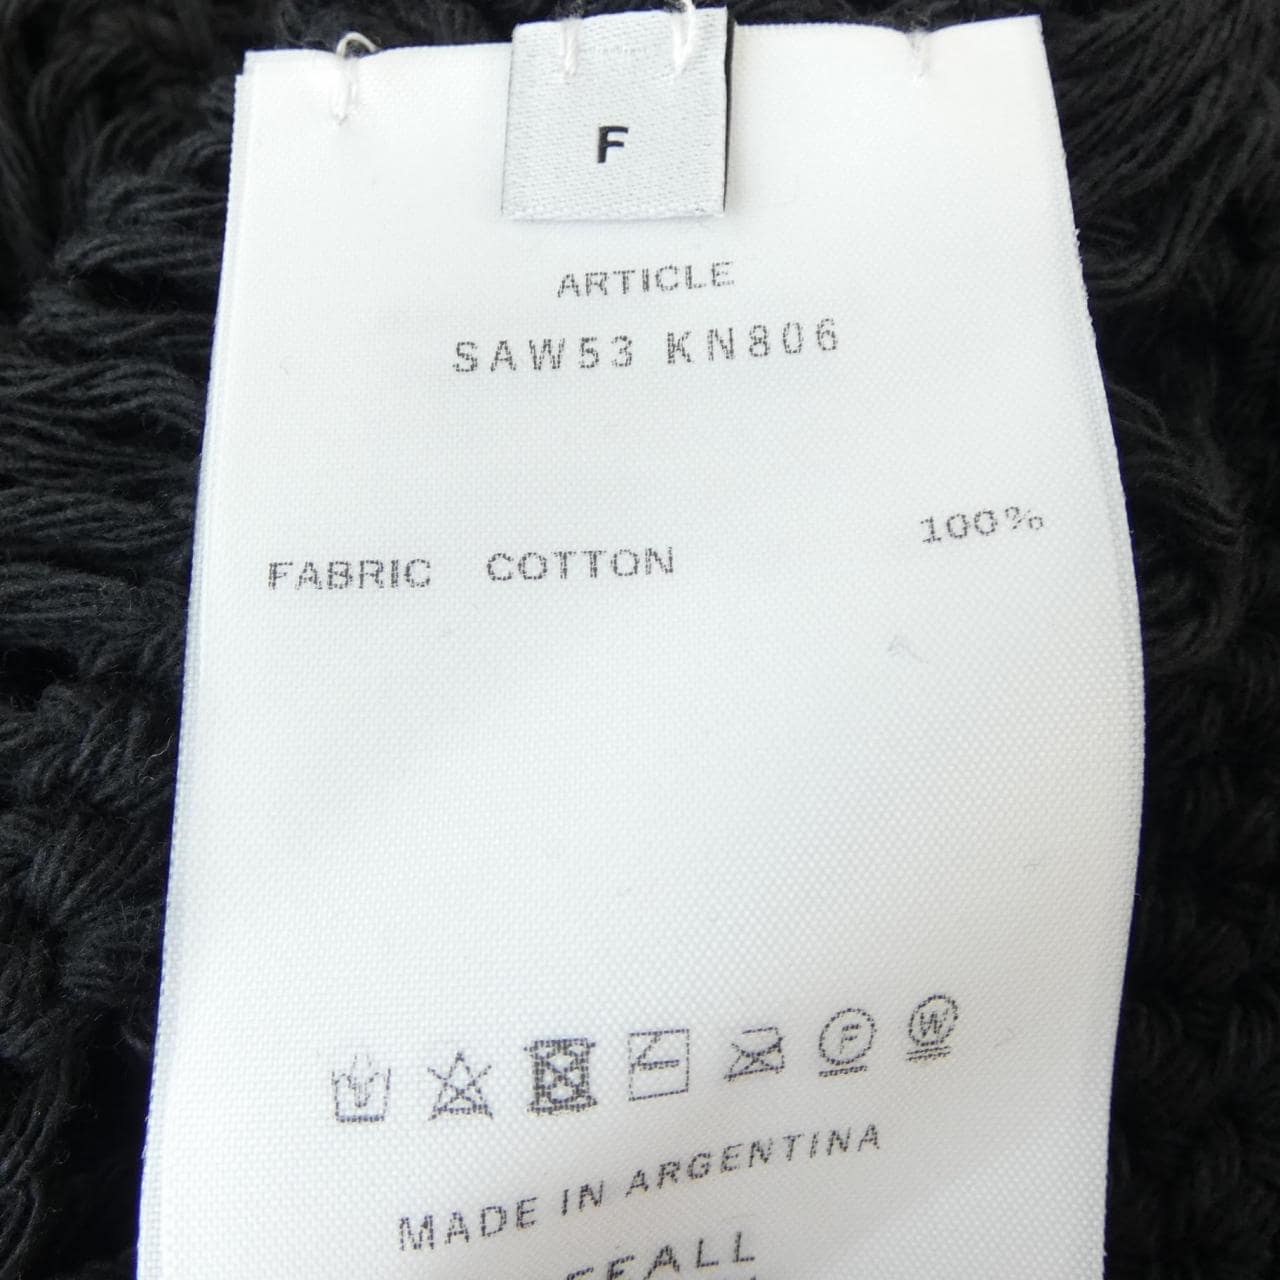 F
ARTICLE
SAW53 KN806
FABRIC COTTON 100%
F W
MADE IN ARGENTINA